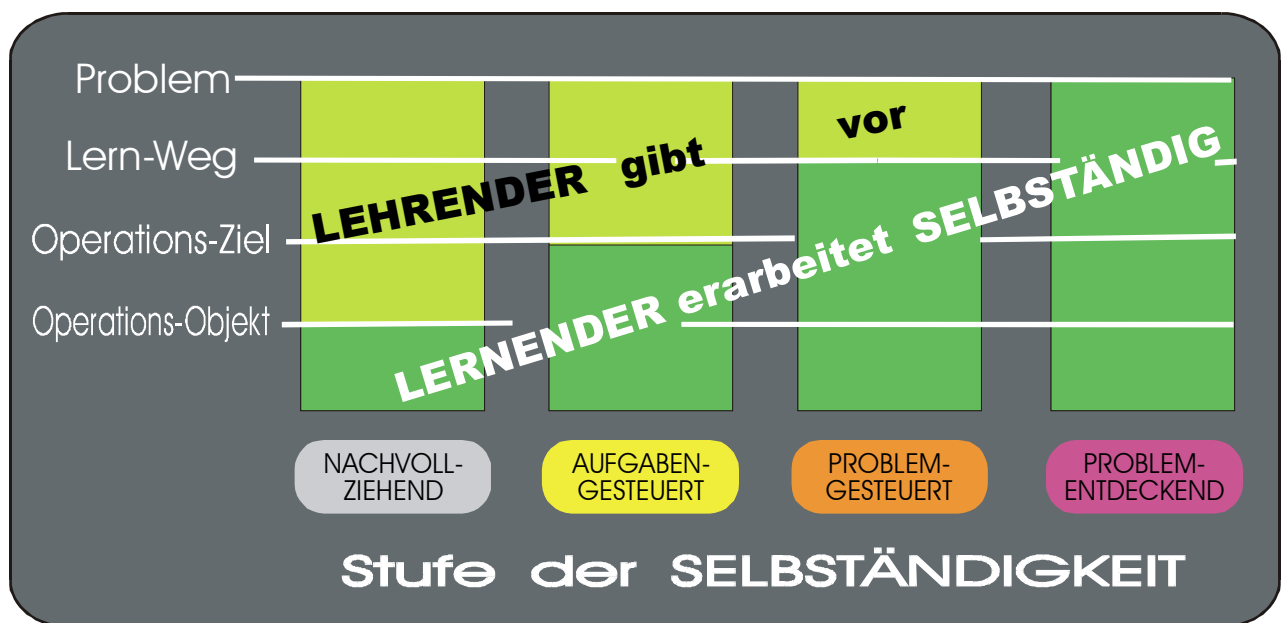 Problem
Lern-Weg
Operations-Ziel
Operations-Objekt
LEHRENDER gibt vor
LERNENDER erarbeitet SELBSTÄNDIG
NACHVOLL-
ZIEHEND
AUFGABEN-
GESTEUERT
PROBLEM-
GESTEUERT
PROBLEM-
ENTDECKEND
Stufe der SELBSTÄNDIGKEIT